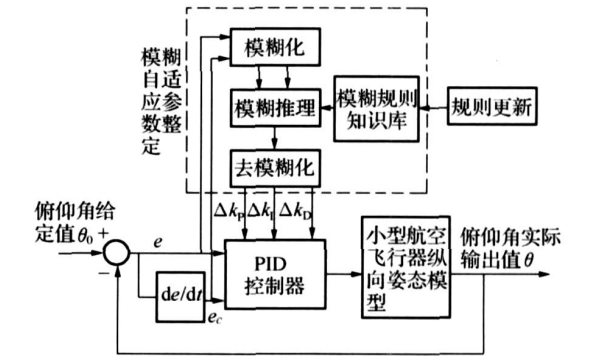 模糊
自适
应参
数整
定
模糊化
模糊推理
模糊规则
知识库
规则更新
去模糊化
Δk_P Δk_I Δk_D
俯仰角给
定值θ₀ +
−
e
de/dt
e_c
PID
控制器
小型航空
飞行器纵
向姿态模
型
俯仰角实际
输出值θ